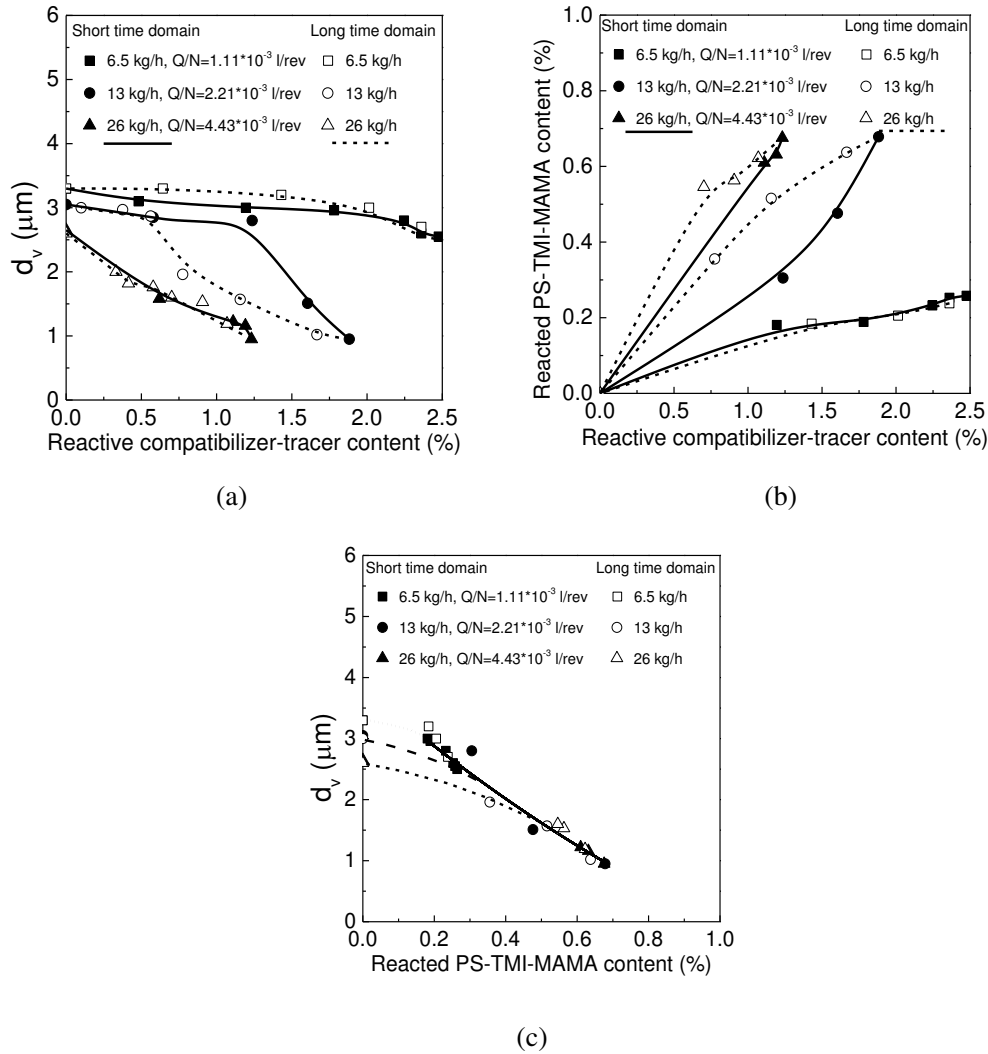 Short time domain Long time domain
6.5 kg/h, Q/N=1.11*10⁻³ l/rev 6.5 kg/h
13 kg/h, Q/N=2.21*10⁻³ l/rev 13 kg/h
26 kg/h, Q/N=4.43*10⁻³ l/rev 26 kg/h
6
5
4
3
2
1
0
d_v (μm)
0.0 0.5 1.0 1.5 2.0 2.5
Reactive compatibilizer-tracer content (%)
(a)
Short time domain Long time domain
6.5 kg/h, Q/N=1.11*10⁻³ l/rev 6.5 kg/h
13 kg/h, Q/N=2.21*10⁻³ l/rev 13 kg/h
26 kg/h, Q/N=4.43*10⁻³ l/rev 26 kg/h
1.0
0.8
0.6
0.4
0.2
0.0
Reacted PS-TMI-MAMA content (%)
0.0 0.5 1.0 1.5 2.0 2.5
Reactive compatibilizer-tracer content (%)
(b)
Short time domain Long time domain
6.5 kg/h, Q/N=1.11*10⁻³ l/rev 6.5 kg/h
13 kg/h, Q/N=2.21*10⁻³ l/rev 13 kg/h
26 kg/h, Q/N=4.43*10⁻³ l/rev 26 kg/h
6
5
4
3
2
1
0
d_v (μm)
0.0 0.2 0.4 0.6 0.8 1.0
Reacted PS-TMI-MAMA content (%)
(c)